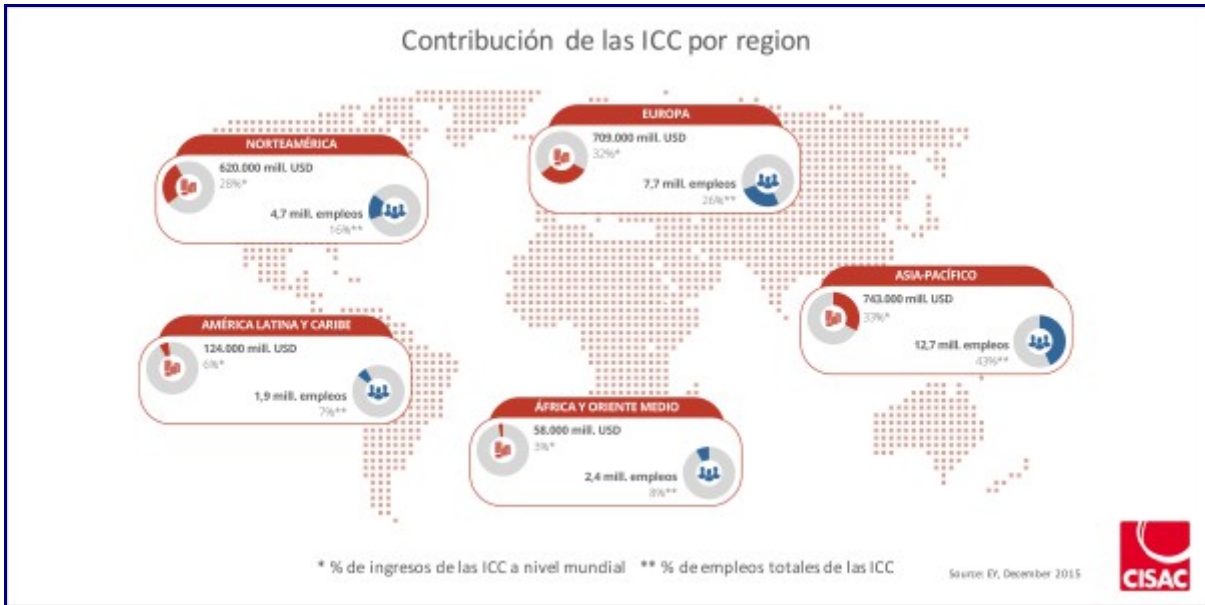 Contribución de las ICC por region
EUROPA
709.000 mill. USD
32%*
7,7 mill. empleos
26%**
NORTEAMÉRICA
620.000 mill. USD
28%*
4,7 mill. empleos
16%**
ASIA-PACÍFICO
743.000 mill. USD
33%*
12,7 mill. empleos
43%**
AMÉRICA LATINA Y CARIBE
124.000 mill. USD
6%*
1,9 mill. empleos
7%**
ÁFRICA Y ORIENTE MEDIO
58.000 mill. USD
3%*
2,4 mill. empleos
8%**
* % de ingresos de las ICC a nivel mundial ** % de empleos totales de las ICC
Source: EY, December 2015
CISAC